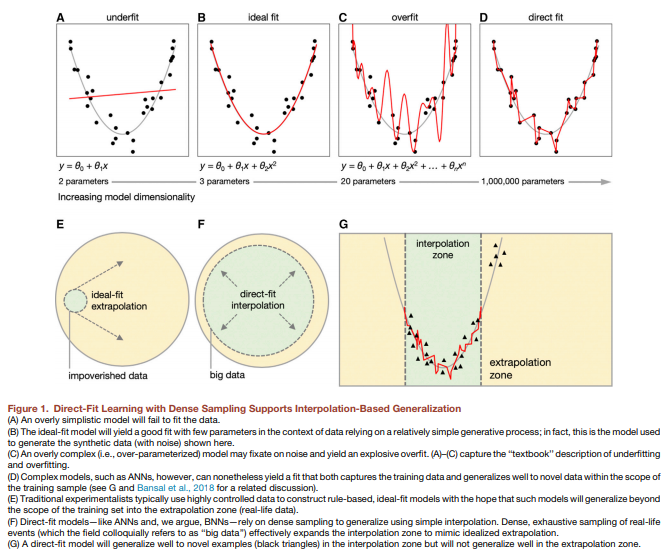 A underfit
B ideal fit
C overfit
D direct fit
y = θ₀ + θ₁x
y = θ₀ + θ₁x + θ₂x²
y = θ₀ + θ₁x + θ₂x² + ... + θₙxⁿ
2 parameters
3 parameters
20 parameters
1,000,000 parameters
Increasing model dimensionality
E
ideal-fit
extrapolation
impoverished data
F
direct-fit
interpolation
big data
G
interpolation
zone
extrapolation
zone
Figure 1. Direct-Fit Learning with Dense Sampling Supports Interpolation-Based Generalization
(A) An overly simplistic model will fail to fit the data.
(B) The ideal-fit model will yield a good fit with few parameters in the context of data relying on a relatively simple generative process; in fact, this is the model
used to generate the synthetic data (with noise) shown here.
(C) An overly complex (i.e., over-parameterized) model may fixate on noise and yield an explosive overfit. (A)–(C) capture the “textbook” description of underfitting
and overfitting.
(D) Complex models, such as ANNs, however, can nonetheless yield a fit that both captures the training data and generalizes well to novel data within the scope of
the training sample (see G and Bansal et al., 2018 for a related discussion).
(E) Traditional experimentalists typically use highly controlled data to construct rule-based, ideal-fit models with the hope that such models will generalize beyond
the scope of the training set into the extrapolation zone (real-life data).
(F) Direct-fit models—like ANNs and, we argue, BNNs—rely on dense sampling to generalize using simple interpolation. Dense, exhaustive sampling of real-life
events (which the field colloquially refers to as “big data”) effectively expands the interpolation zone to mimic idealized extrapolation.
(G) A direct-fit model will generalize well to novel examples (black triangles) in the interpolation zone but will not generalize well in the extrapolation zone.